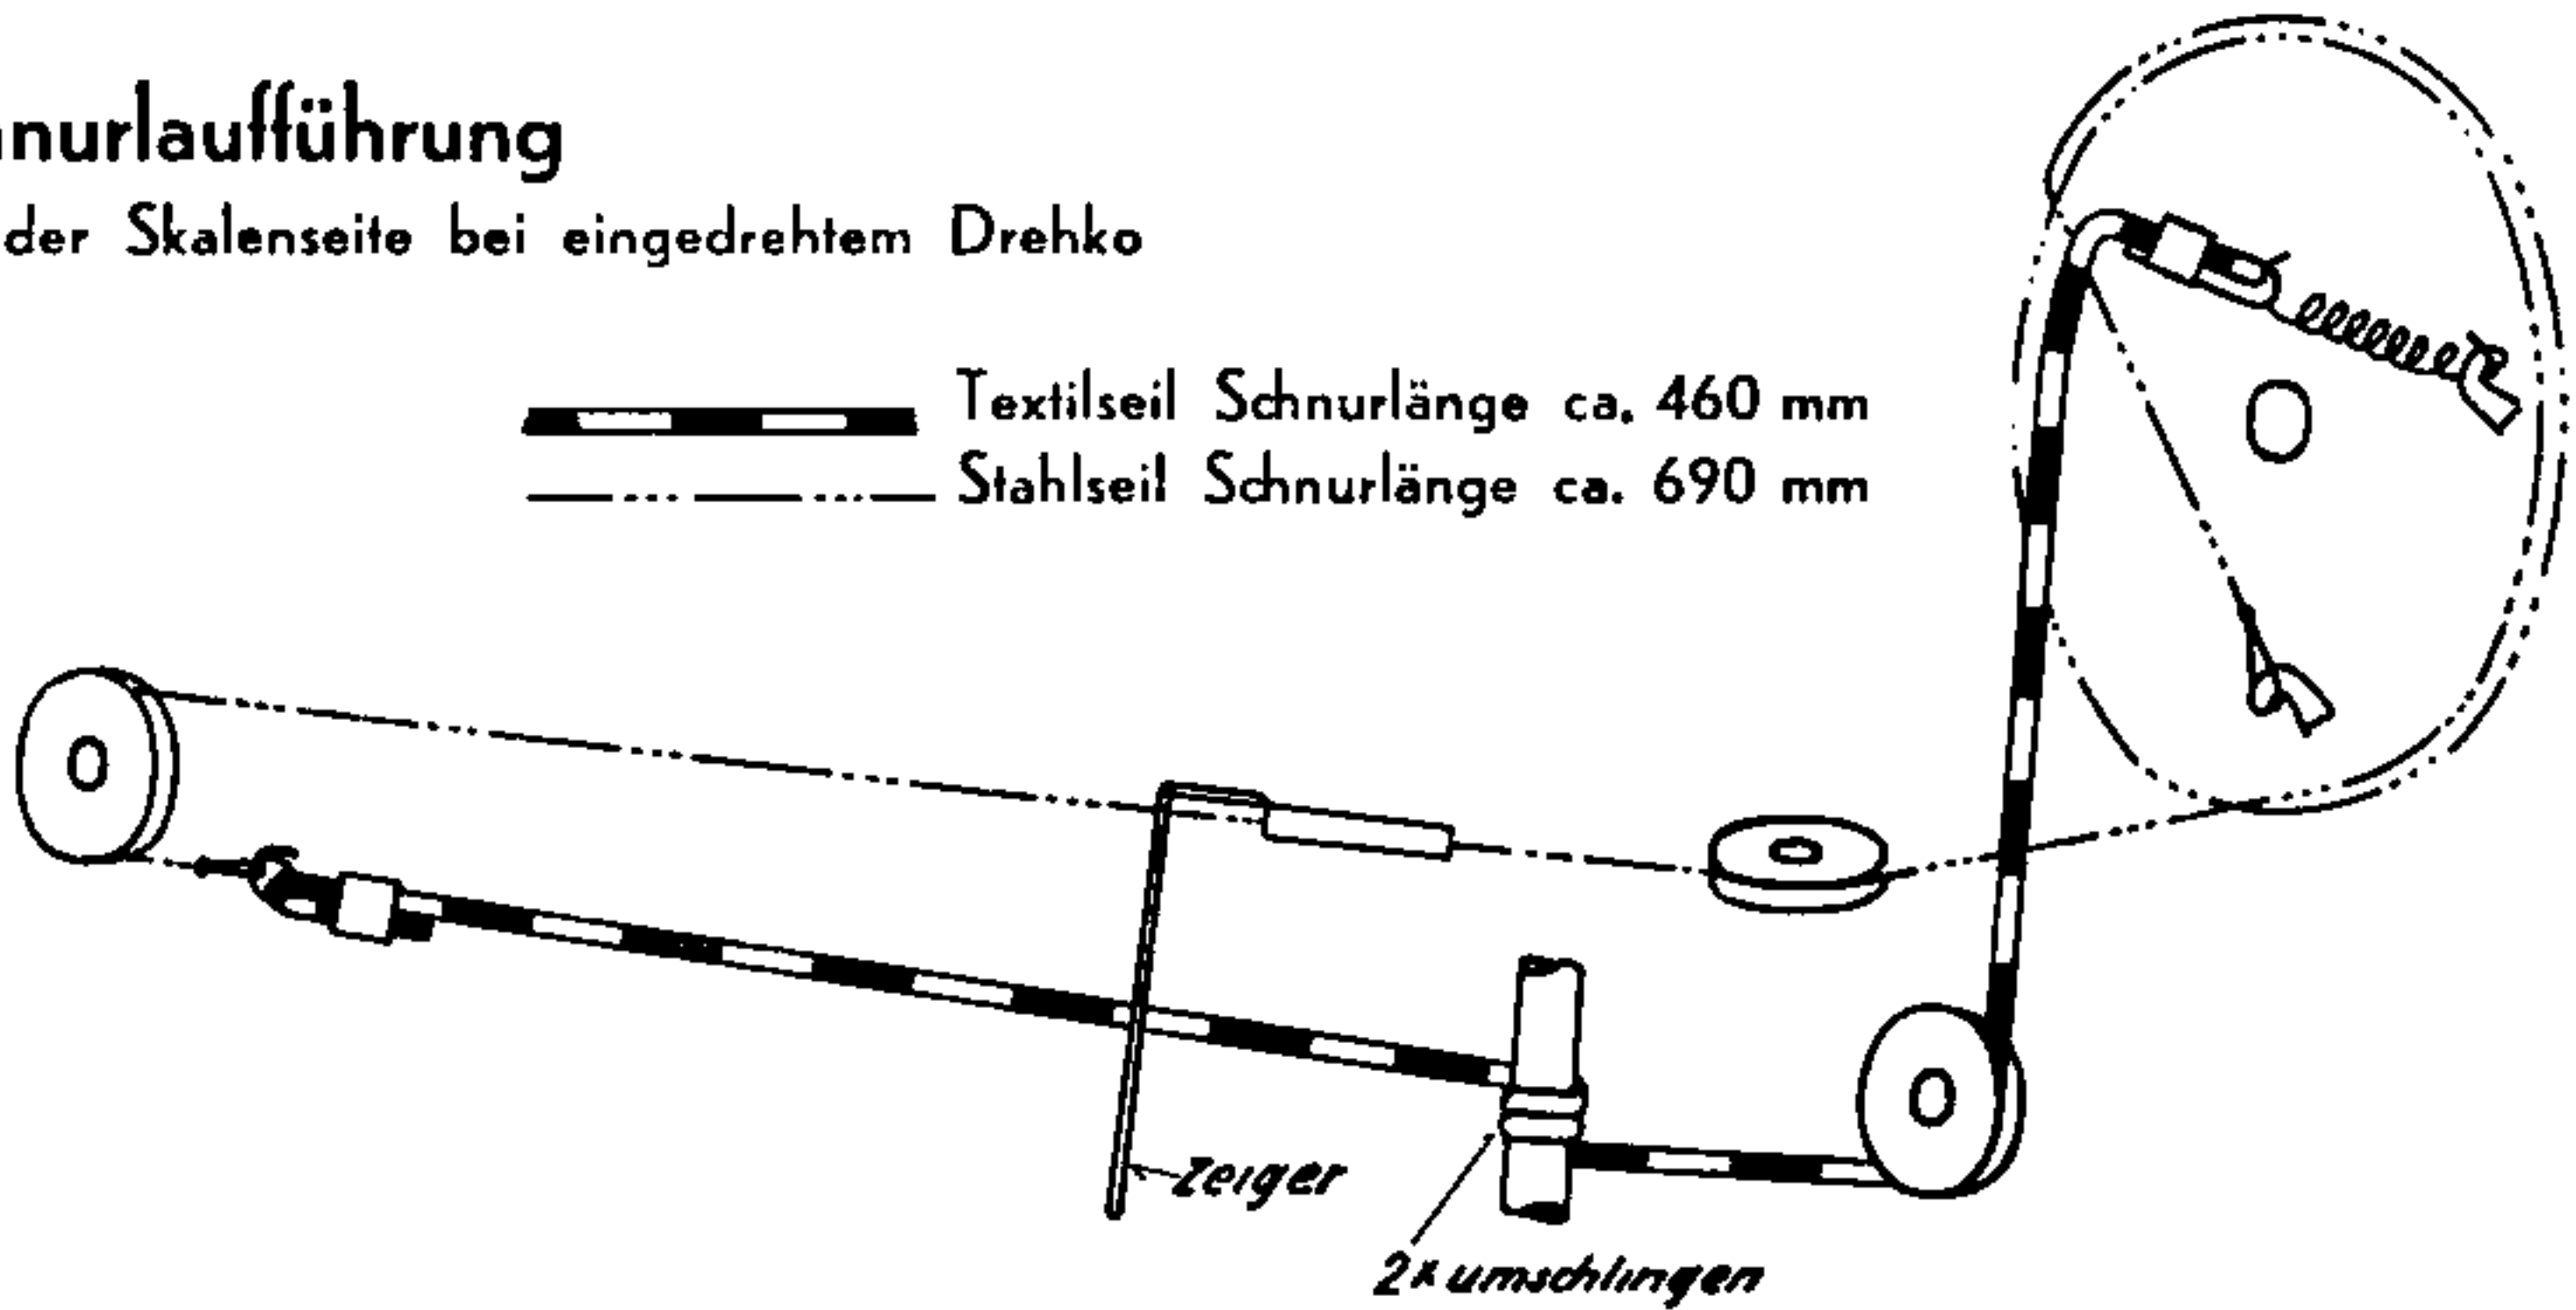 nurlaufführung
der Skalenseite bei eingedrehtem Drehko
Textilseil Schnurlänge ca. 460 mm
Stahlseil Schnurlänge ca. 690 mm
Zeiger
2x umschlingen